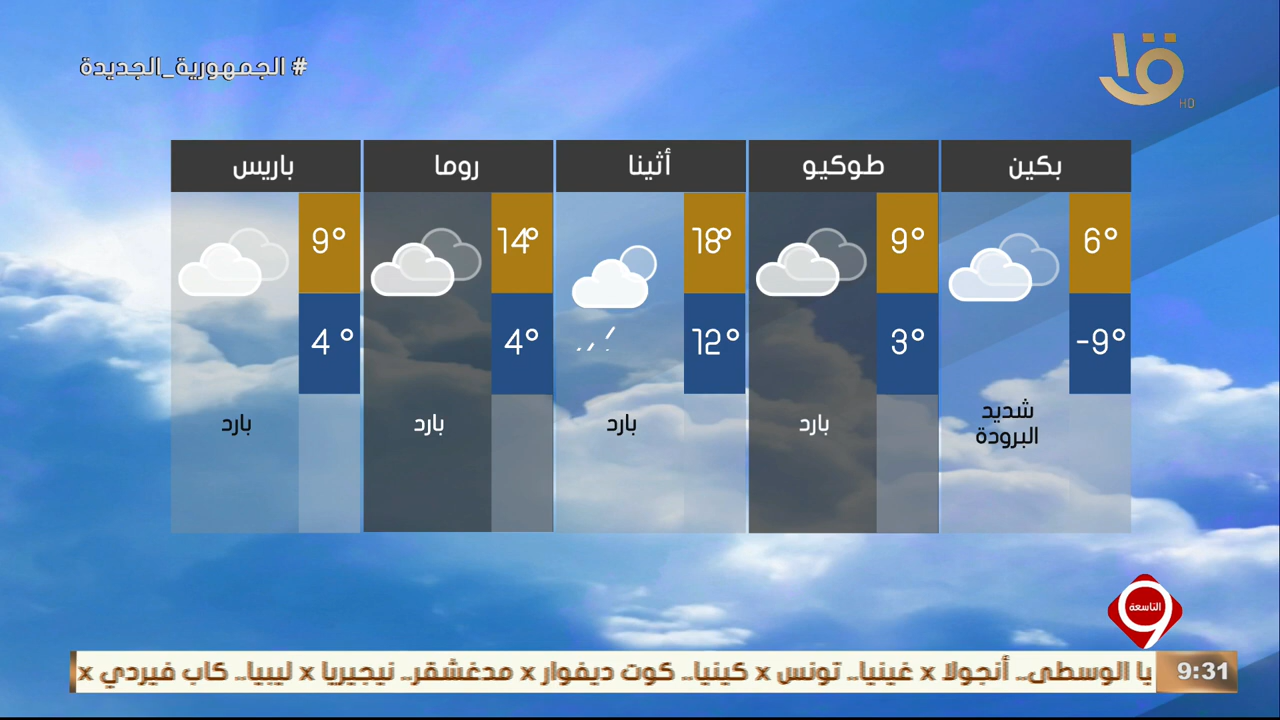 # الجمهورية_الجديدة
HD
بكين
طوكيو
أثينا
روما
باريس
6°
9°
18°
14°
9°
-9°
3°
12°
4°
4°
شديد
البرودة
بارد
بارد
بارد
بارد
التاسعة
9
9:31
يا الوسطى.. أنجولا x غينيا.. تونس x كينيا.. كوت ديفوار x مدغشقر.. نيجيريا x ليبيا.. كاب فيردي x